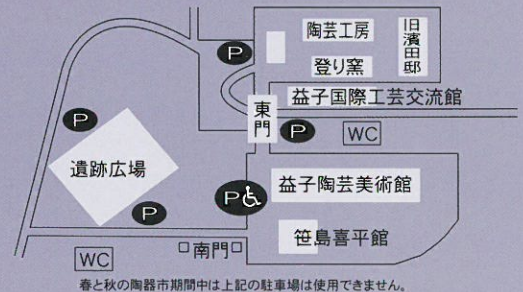 陶芸工房
旧濱田邸
P
登り窯
益子国際工芸交流館
東門
P
P
WC
遺跡広場
益子陶芸美術館
P
P
笹島喜平館
南門
WC
春と秋の陶器市期間中は上記の駐車場は使用できません。